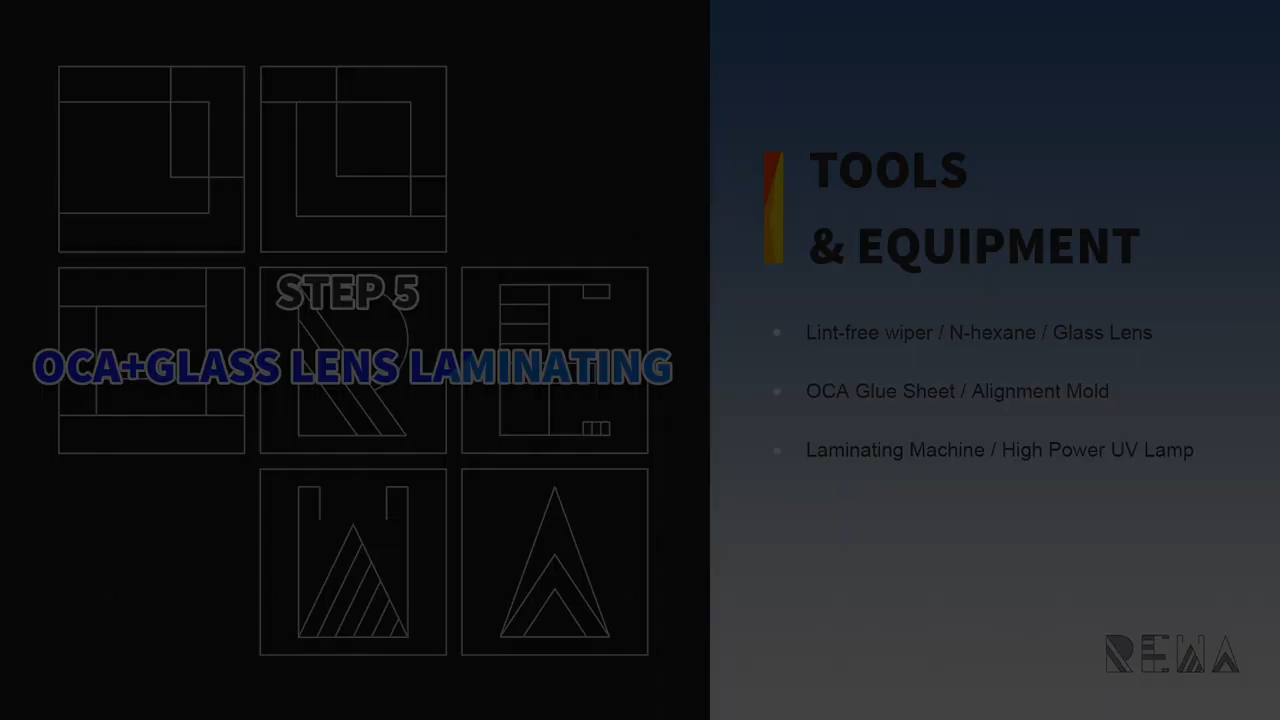 STEP 5
OCA+GLASS LENS LAMINATING
TOOLS
& EQUIPMENT
Lint-free wiper / N-hexane / Glass Lens
OCA Glue Sheet / Alignment Mold
Laminating Machine / High Power UV Lamp
REWA